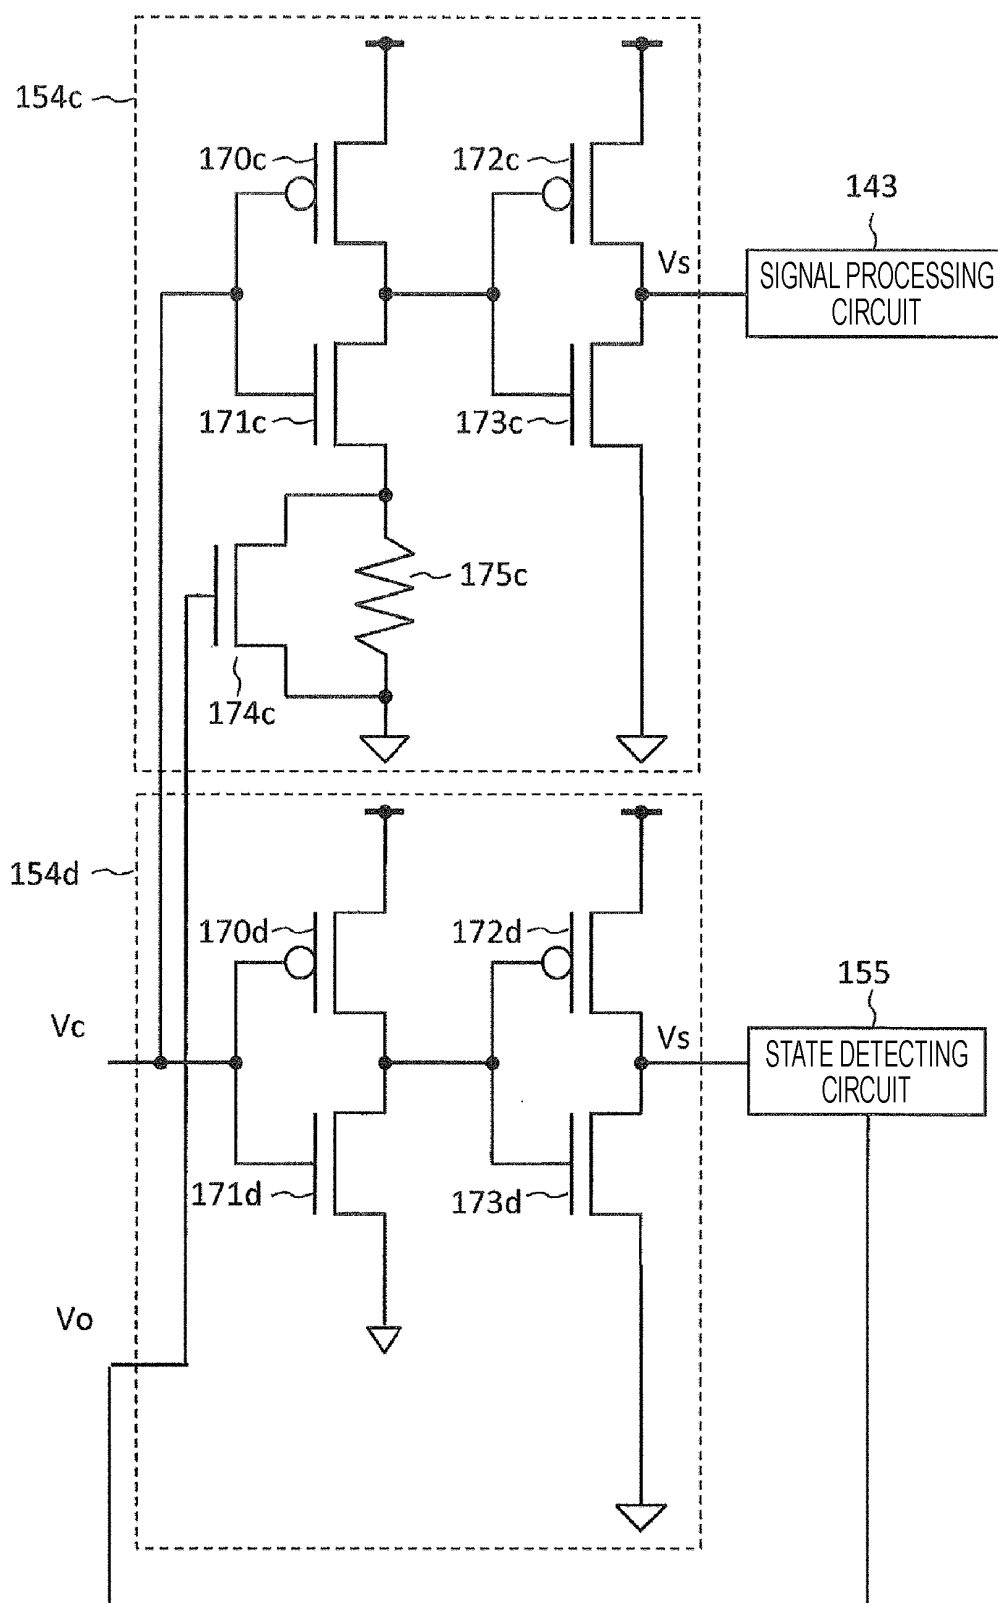 154c
170c
172c
143
Vs
SIGNAL PROCESSING
CIRCUIT
171c
173c
175c
174c
154d
170d
172d
155
Vc
Vs
STATE DETECTING
CIRCUIT
171d
173d
Vo